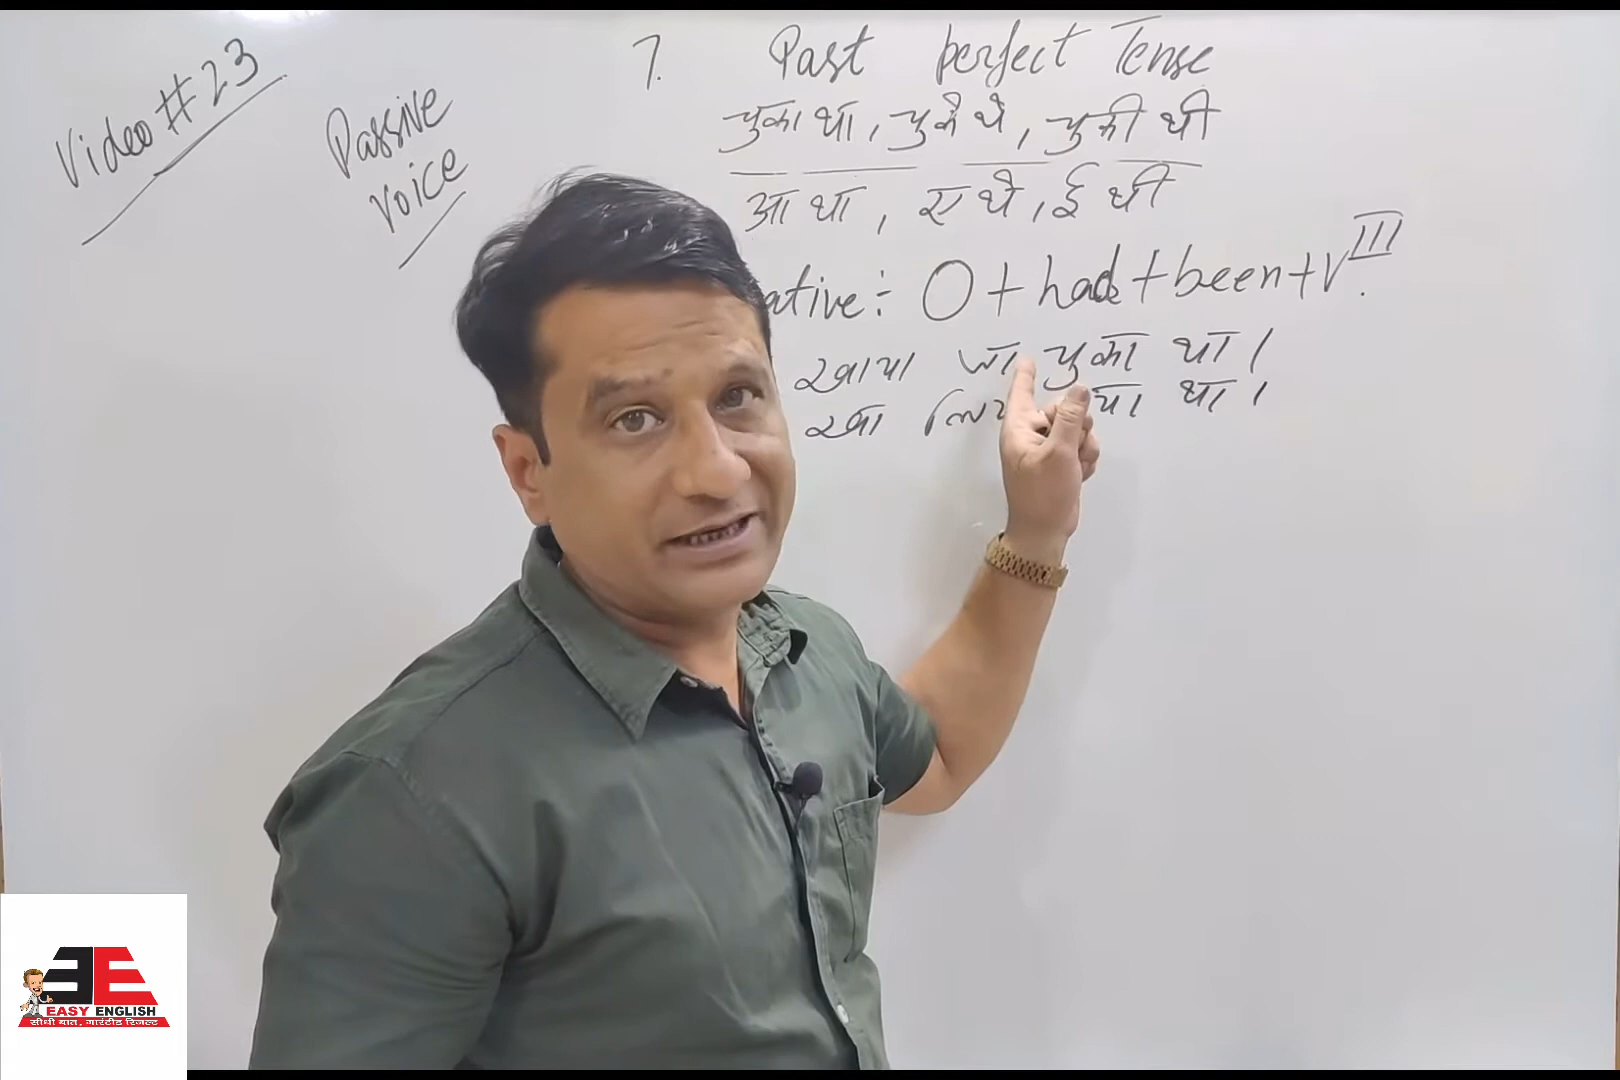 Video # 23
Passive
Voice
7. Past perfect Tense
चुका था, चुके थे, चुकी थी
आ था, ए थे, ई थी
ative :- O + had + been + V III.
खाया जा चुका था।
खा लिया था।
EASY ENGLISH
सीधी बात, गारंटीड रिजल्ट